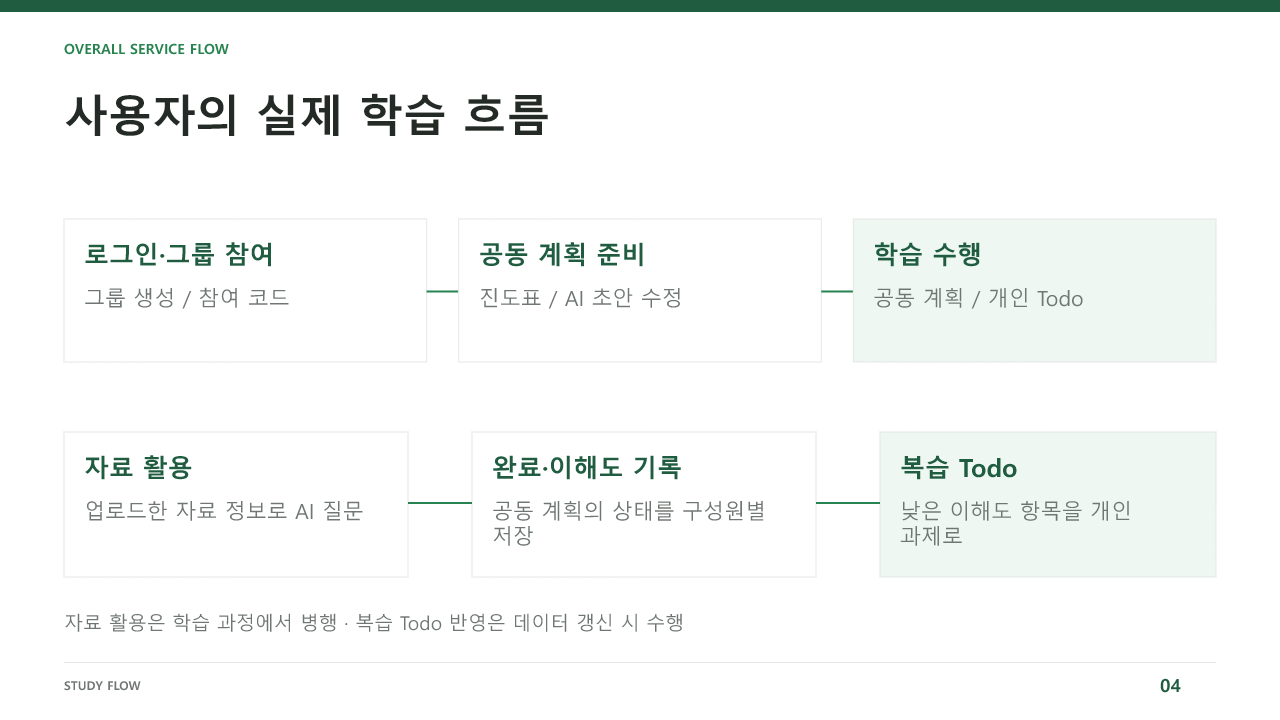 OVERALL SERVICE FLOW
사용자의 실제 학습 흐름
로그인·그룹 참여
그룹 생성 / 참여 코드
공동 계획 준비
진도표 / AI 초안 수정
학습 수행
공동 계획 / 개인 Todo
자료 활용
업로드한 자료 정보로 AI 질문
완료·이해도 기록
공동 계획의 상태를 구성원별
저장
복습 Todo
낮은 이해도 항목을 개인
과제로
자료 활용은 학습 과정에서 병행 · 복습 Todo 반영은 데이터 갱신 시 수행
STUDY FLOW
04